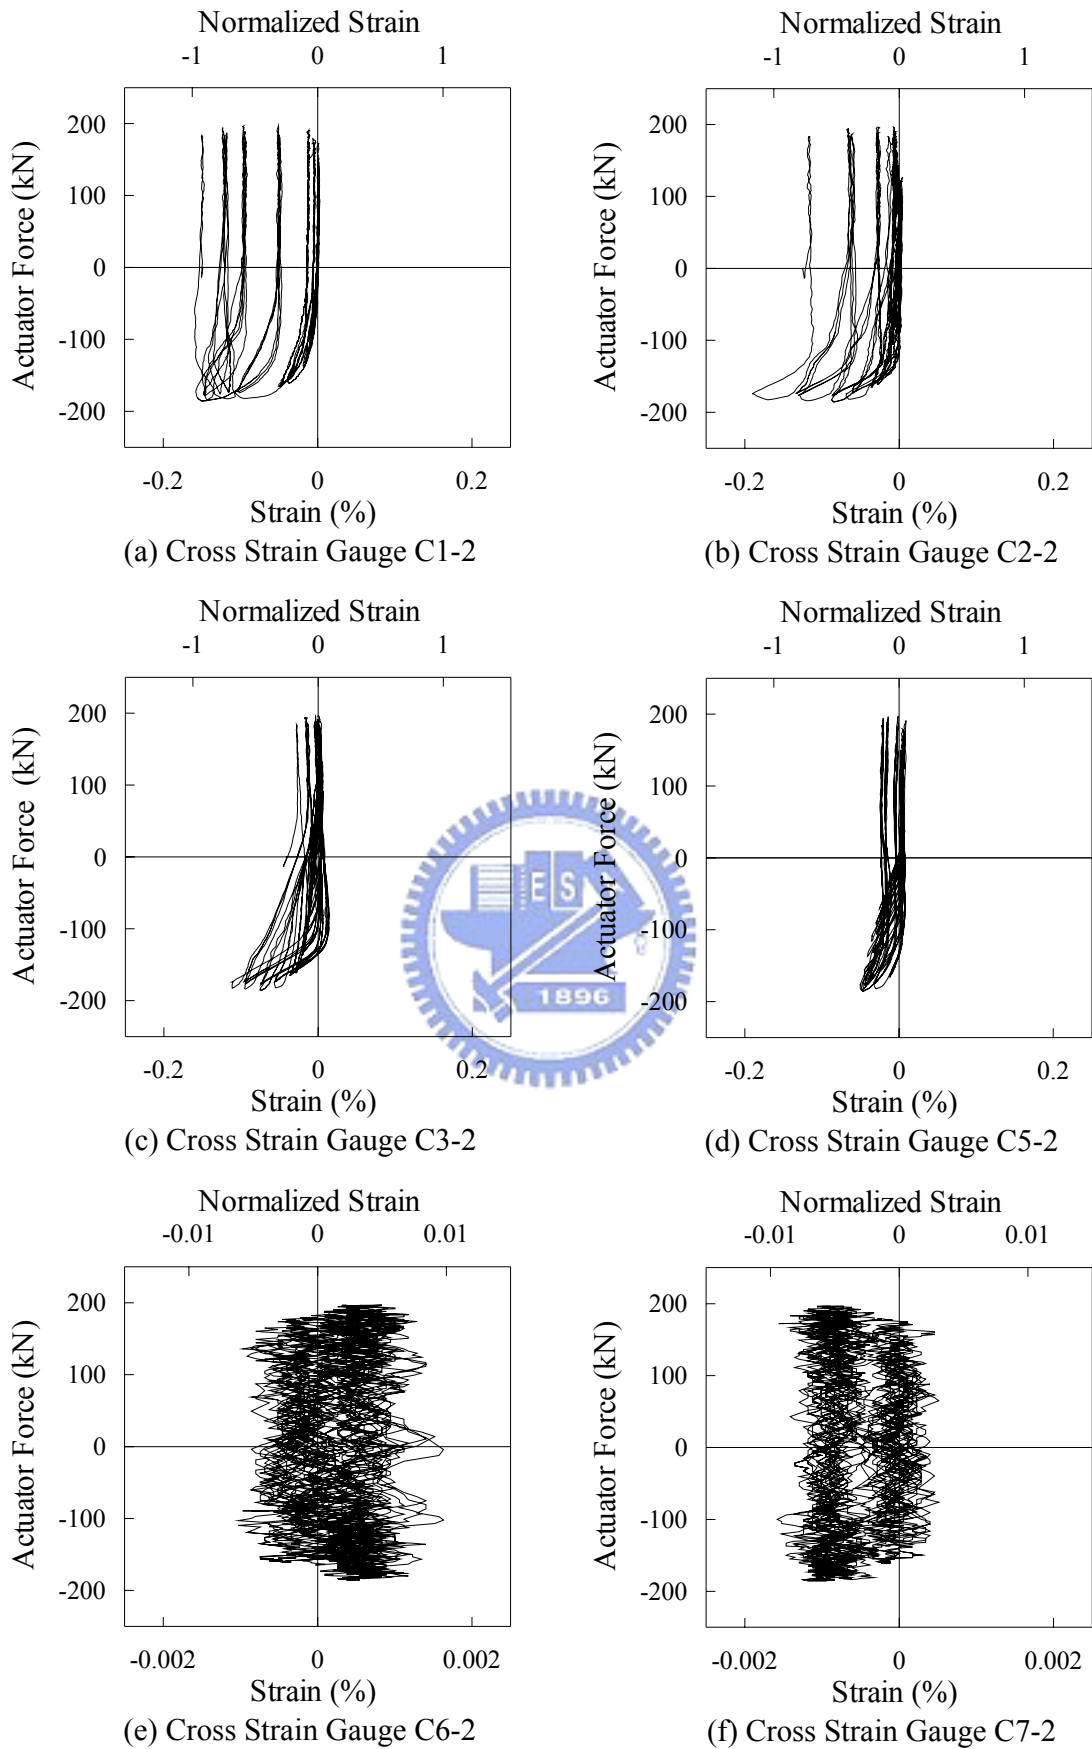 Normalized Strain
-1 0 1
Actuator Force (kN)
200
100
0
-100
-200
-0.2 0 0.2
Strain (%)
(a) Cross Strain Gauge C1-2
Normalized Strain
-1 0 1
Actuator Force (kN)
200
100
0
-100
-200
-0.2 0 0.2
Strain (%)
(b) Cross Strain Gauge C2-2
Normalized Strain
-1 0 1
Actuator Force (kN)
200
100
0
-100
-200
-0.2 0 0.2
Strain (%)
(c) Cross Strain Gauge C3-2
Normalized Strain
-1 0 1
Actuator Force (kN)
200
100
0
-100
-200
-0.2 0 0.2
Strain (%)
(d) Cross Strain Gauge C5-2
E S
1896
Normalized Strain
-0.01 0 0.01
Actuator Force (kN)
200
100
0
-100
-200
-0.002 0 0.002
Strain (%)
(e) Cross Strain Gauge C6-2
Normalized Strain
-0.01 0 0.01
Actuator Force (kN)
200
100
0
-100
-200
-0.002 0 0.002
Strain (%)
(f) Cross Strain Gauge C7-2